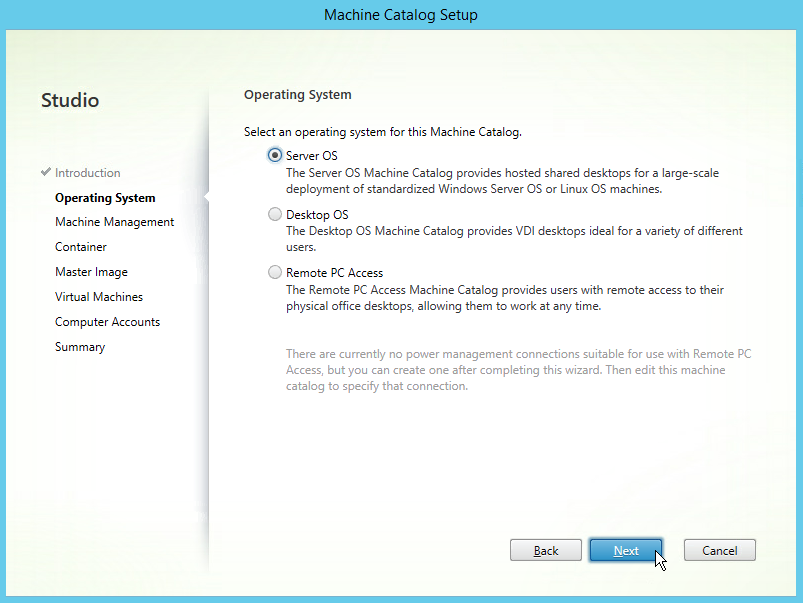 Machine Catalog Setup
Studio
Introduction
Operating System
Machine Management
Container
Master Image
Virtual Machines
Computer Accounts
Summary
Operating System
Select an operating system for this Machine Catalog.
Server OS
The Server OS Machine Catalog provides hosted shared desktops for a large-scale
deployment of standardized Windows Server OS or Linux OS machines.
Desktop OS
The Desktop OS Machine Catalog provides VDI desktops ideal for a variety of different
users.
Remote PC Access
The Remote PC Access Machine Catalog provides users with remote access to their
physical office desktops, allowing them to work at any time.
There are currently no power management connections suitable for use with Remote PC
Access, but you can create one after completing this wizard. Then edit this machine
catalog to specify that connection.
Back
Next
Cancel